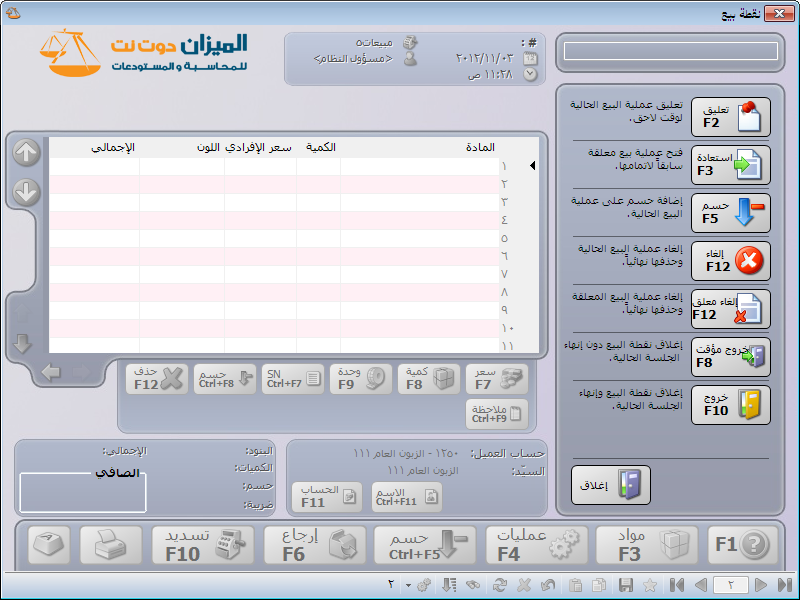 نقطة بيع
الميزان دوت نت
للمحاسبة و المستودعات
# :
مبيعات٥
٢٠١٢/١١/٠٣
<مسؤول النظام>
١١:٢٨ ص
تعليق
F2
تعليق عملية البيع الحالية
لوقت لاحق.
استعادة
F3
فتح عملية بيع معلقة
سابقاً لاتمامها.
حسم
F5
إضافة حسم على عملية
البيع الحالية.
إلغاء
F12
إلغاء عملية البيع الحالية
وحذفها نهائياً.
إلغاء معلق
F12
إلغاء عملية البيع المعلقة
وحذفها نهائياً.
خروج مؤقت
F8
إغلاق نقطة البيع دون إنهاء
الجلسة الحالية.
خروج
F10
إغلاق نقطة البيع وإنهاء
الجلسة الحالية.
إغلاق
المادة الكمية سعر الإفرادي اللون الإجمالي
١
٢
٣
٤
٥
٦
٧
٨
٩
١٠
١١
سعر
F7
كمية
F8
وحدة
F9
SN
Ctrl+F7
حسم
Ctrl+F8
حذف
F12
ملاحظة
Ctrl+F9
حساب العميل: ١٢٥٠ - الزبون العام ١١١
السيّد: الزبون العام ١١١
الاسم
Ctrl+F11
الحساب
F11
البنود:
الكميات:
حسم:
ضريبة:
الإجمالي:
الصافي
F1
مواد
F3
عمليات
F4
حسم
Ctrl+F5
إرجاع
F6
تسديد
F10
٢
٢